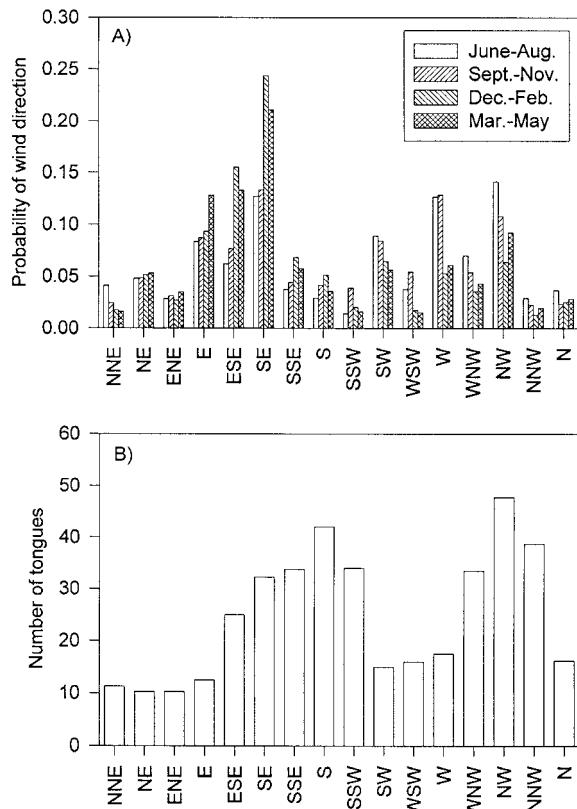 A)
June-Aug.
Sept.-Nov.
Dec.-Feb.
Mar.-May
Probability of wind direction
0.30
0.25
0.20
0.15
0.10
0.05
0.00
NNE NE ENE E ESE SE SSE S SSW SW WSW W WNW NW NNW N
B)
Number of tongues
60
50
40
30
20
10
0
NNE NE ENE E ESE SE SSE S SSW SW WSW W WNW NW NNW N